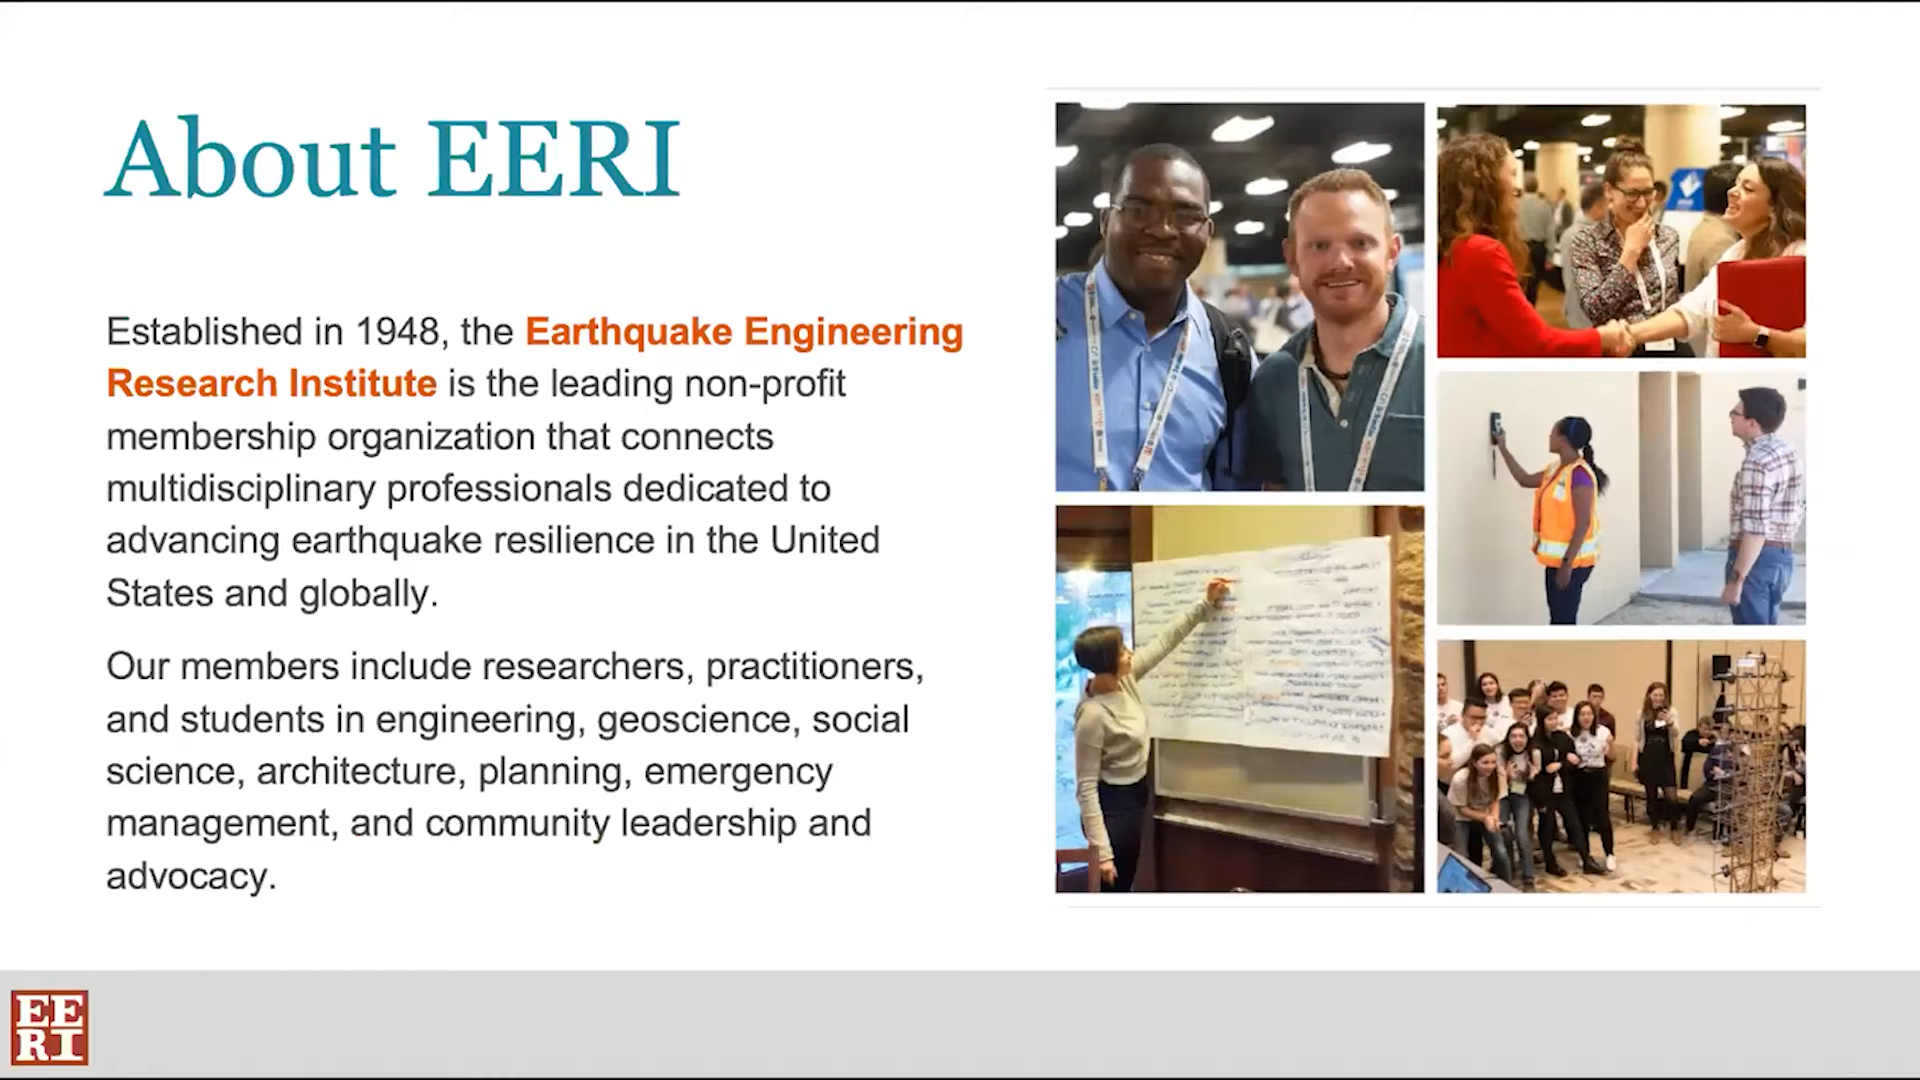 About EERI
Established in 1948, the Earthquake Engineering
Research Institute is the leading non-profit
membership organization that connects
multidisciplinary professionals dedicated to
advancing earthquake resilience in the United
States and globally.
Our members include researchers, practitioners,
and students in engineering, geoscience, social
science, architecture, planning, emergency
management, and community leadership and
advocacy.
EE
RI